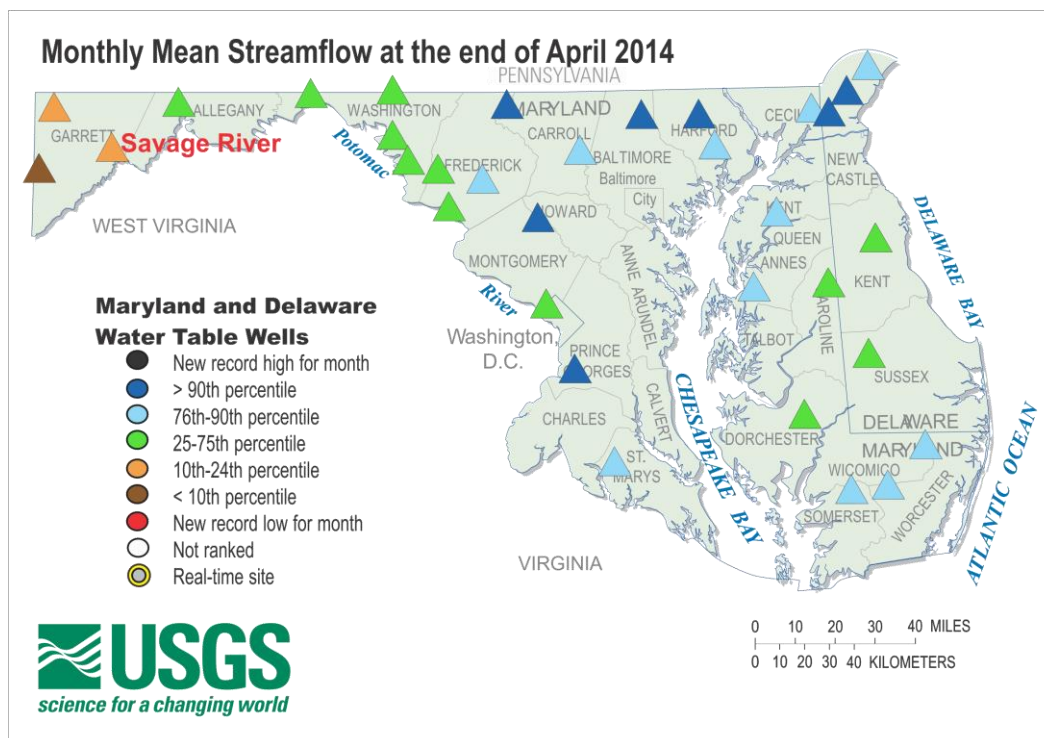 Monthly Mean Streamflow at the end of April 2014
PENNSYLVANIA
ALLEGANY
WASHINGTON
MARYLAND
CECIL
GARRETT
Savage River
Potomac
CARROLL
HARFORD
FREDERICK
BALTIMORE
Baltimore
City
NEW
CASTLE
WEST VIRGINIA
HOWARD
KENT
QUEEN
ANNES
DELAWARE BAY
MONTGOMERY
ANNE ARUNDEL
KENT
River
CAROLINE
TALBOT
Washington,
D.C.
PRINCE
GEORGES
SUSSEX
CHARLES
CALVERT
CHESAPEAKE BAY
DORCHESTER
DELAWARE
MARYLAND
ST.
MARYS
WICOMICO
SOMERSET
WORCESTER
ATLANTIC OCEAN
VIRGINIA
Maryland and Delaware
Water Table Wells
New record high for month
> 90th percentile
76th-90th percentile
25-75th percentile
10th-24th percentile
< 10th percentile
New record low for month
Not ranked
Real-time site
0 10 20 30 40 MILES
0 10 20 30 40 KILOMETERS
USGS
science for a changing world